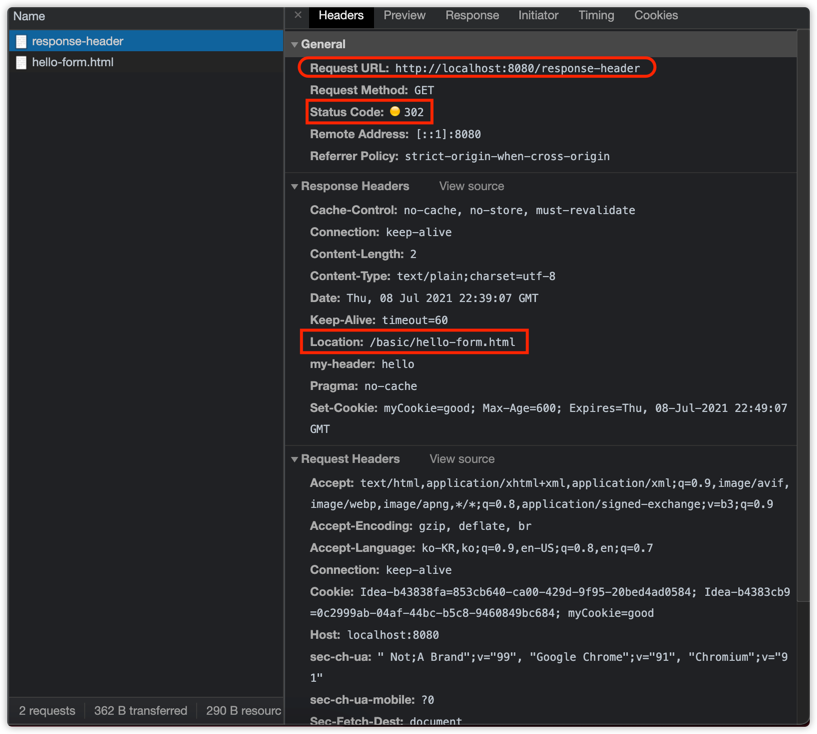 Name
response-header
hello-form.html
2 requests 362 B transferred 290 B resourc
× Headers Preview Response Initiator Timing Cookies
General
Request URL: http://localhost:8080/response-header
Request Method: GET
Status Code: 302
Remote Address: [::1]:8080
Referrer Policy: strict-origin-when-cross-origin
Response Headers View source
Cache-Control: no-cache, no-store, must-revalidate
Connection: keep-alive
Content-Length: 2
Content-Type: text/plain;charset=utf-8
Date: Thu, 08 Jul 2021 22:39:07 GMT
Keep-Alive: timeout=60
Location: /basic/hello-form.html
my-header: hello
Pragma: no-cache
Set-Cookie: myCookie=good; Max-Age=600; Expires=Thu, 08-Jul-2021 22:49:07
GMT
Request Headers View source
Accept: text/html,application/xhtml+xml,application/xml;q=0.9,image/avif,
image/webp,image/apng,*/*;q=0.8,application/signed-exchange;v=b3;q=0.9
Accept-Encoding: gzip, deflate, br
Accept-Language: ko-KR,ko;q=0.9,en-US;q=0.8,en;q=0.7
Connection: keep-alive
Cookie: Idea-b43838fa=853cb640-ca00-429d-9f95-20bed4ad0584; Idea-b4383cb9
=0c2999ab-04af-44bc-b5c8-9460849bc684; myCookie=good
Host: localhost:8080
sec-ch-ua: " Not;A Brand";v="99", "Google Chrome";v="91", "Chromium";v="9
1"
sec-ch-ua-mobile: ?0
Sec-Fetch-Dest: document